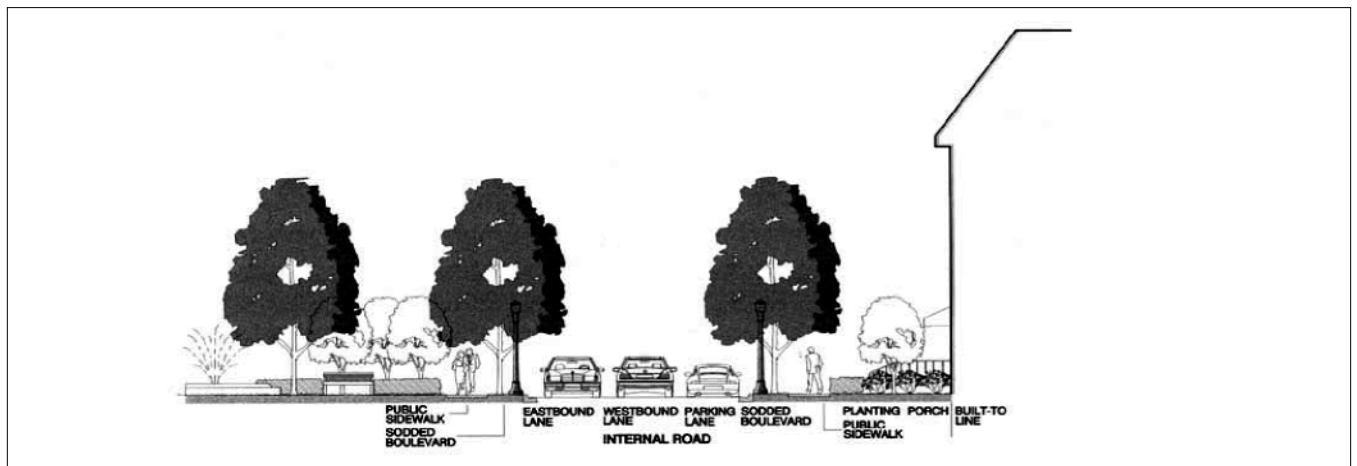 PUBLIC
SIDEWALK
SODDED
BOULEVARD
EASTBOUND
LANE
WESTBOUND
LANE
PARKING
LANE
SODDED
BOULEVARD
INTERNAL ROAD
PLANTING
PORCH
PUBLIC
SIDEWALK
BUILT-TO
LINE